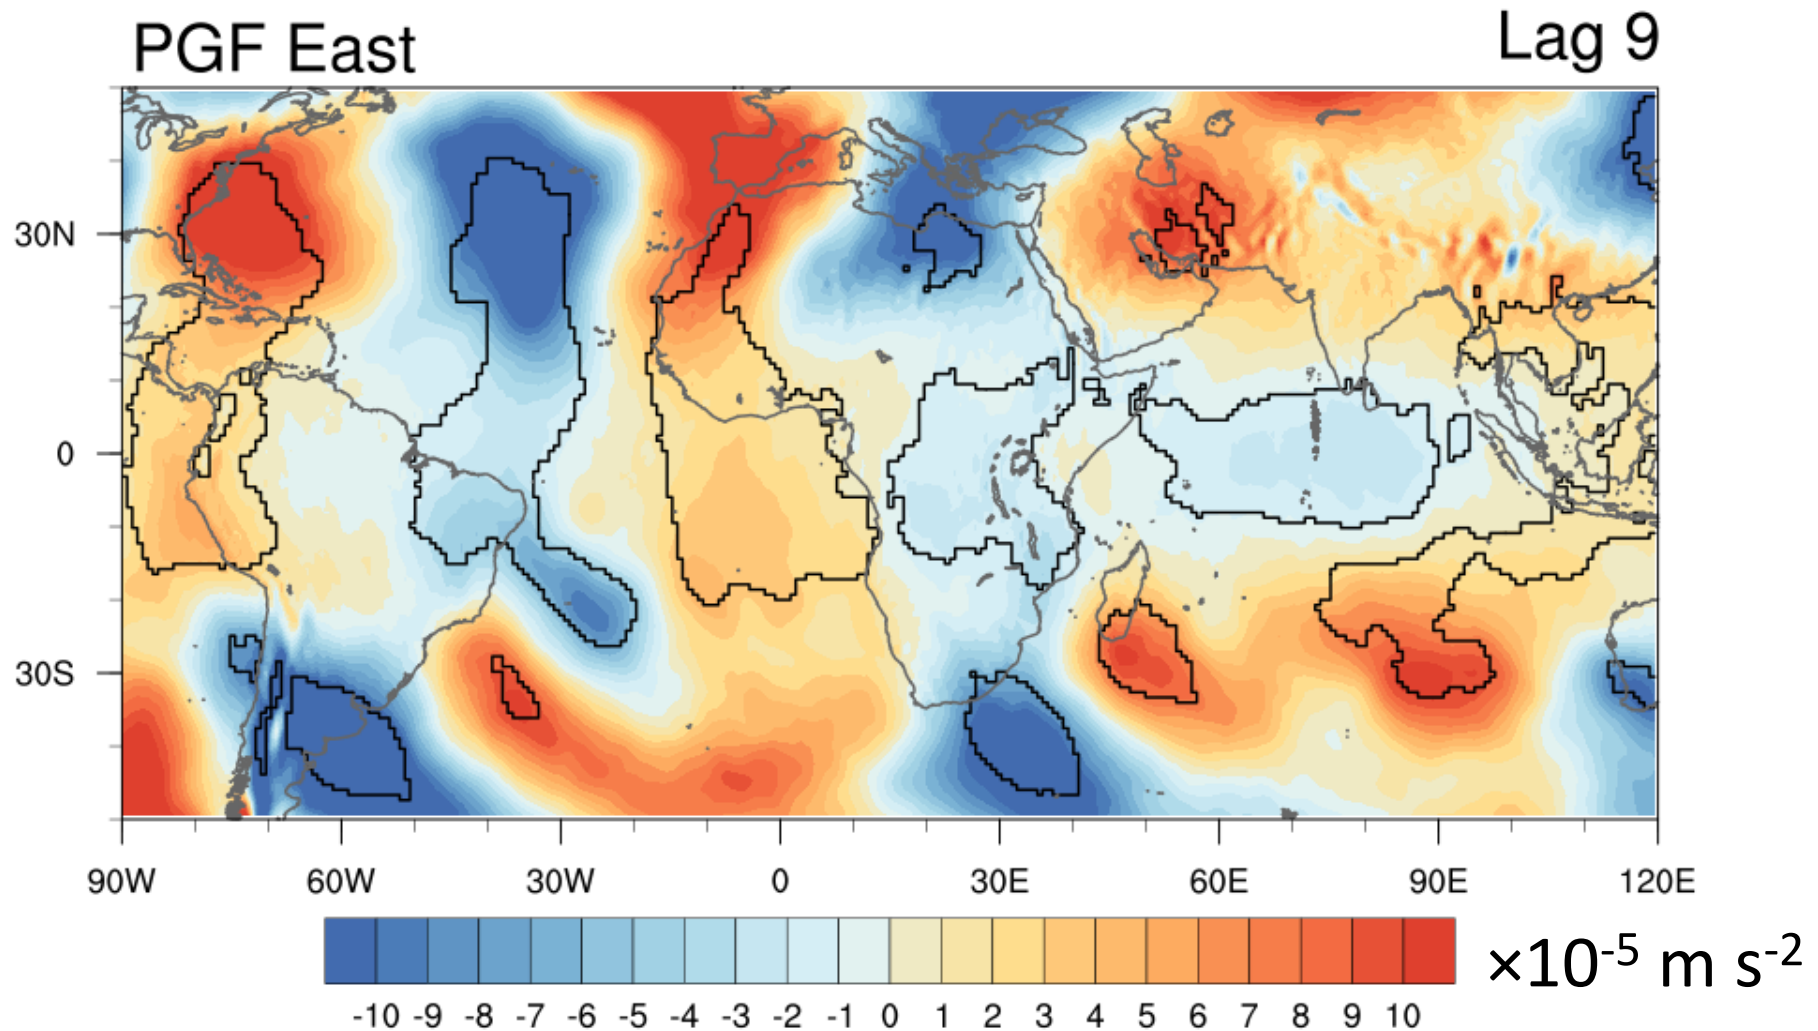 PGF East Lag 9
30N
0
30S
90W 60W 30W 0 30E 60E 90E 120E
-10 -9 -8 -7 -6 -5 -4 -3 -2 -1 0 1 2 3 4 5 6 7 8 9 10
×10⁻⁵ m s⁻²